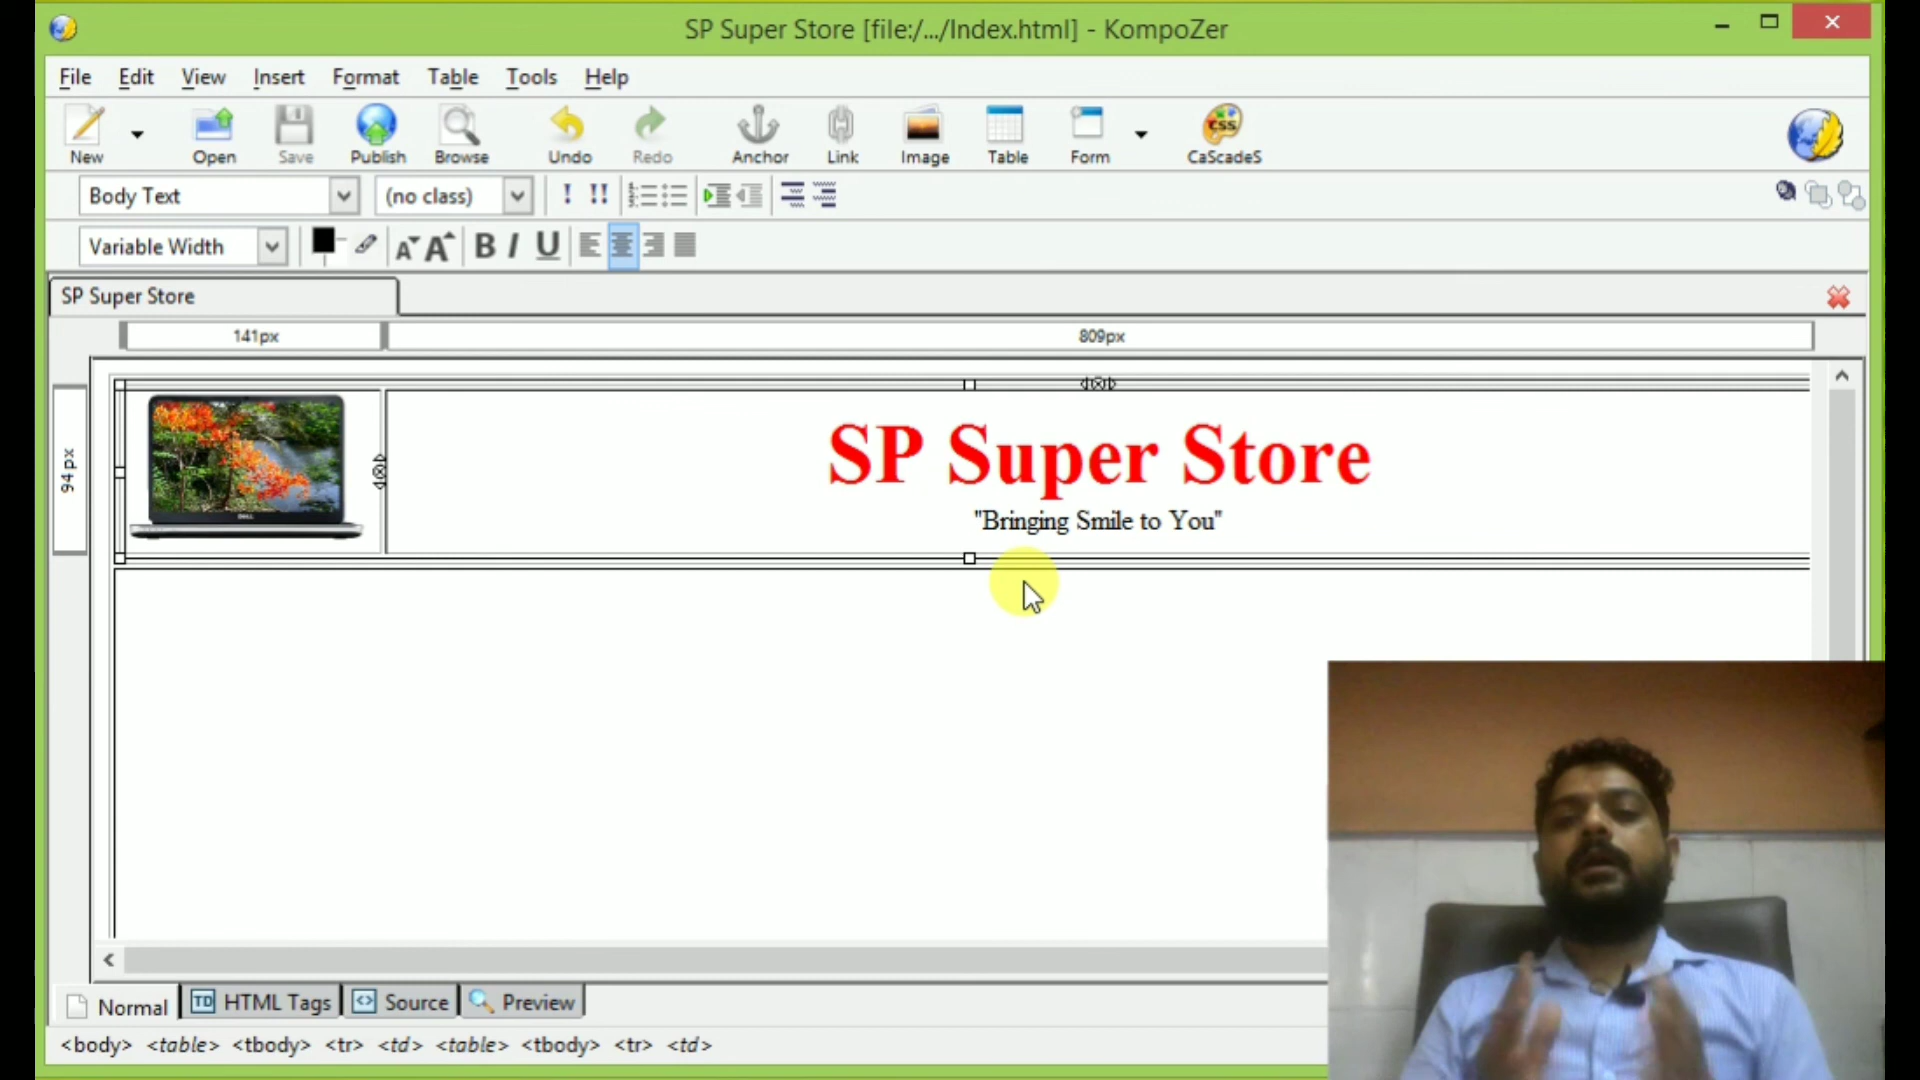 SP Super Store [file:/.../Index.html] - KompoZer
File Edit View Insert Format Table Tools Help
New Open Save Publish Browse Undo Redo Anchor Link Image Table Form CaScadeS
Body Text (no class) ! !!
Variable Width B I U
SP Super Store
141px 809px
94px
SP Super Store
"Bringing Smile to You"
Normal HTML Tags Source Preview
<body> <table> <tbody> <tr> <td> <table> <tbody> <tr> <td>